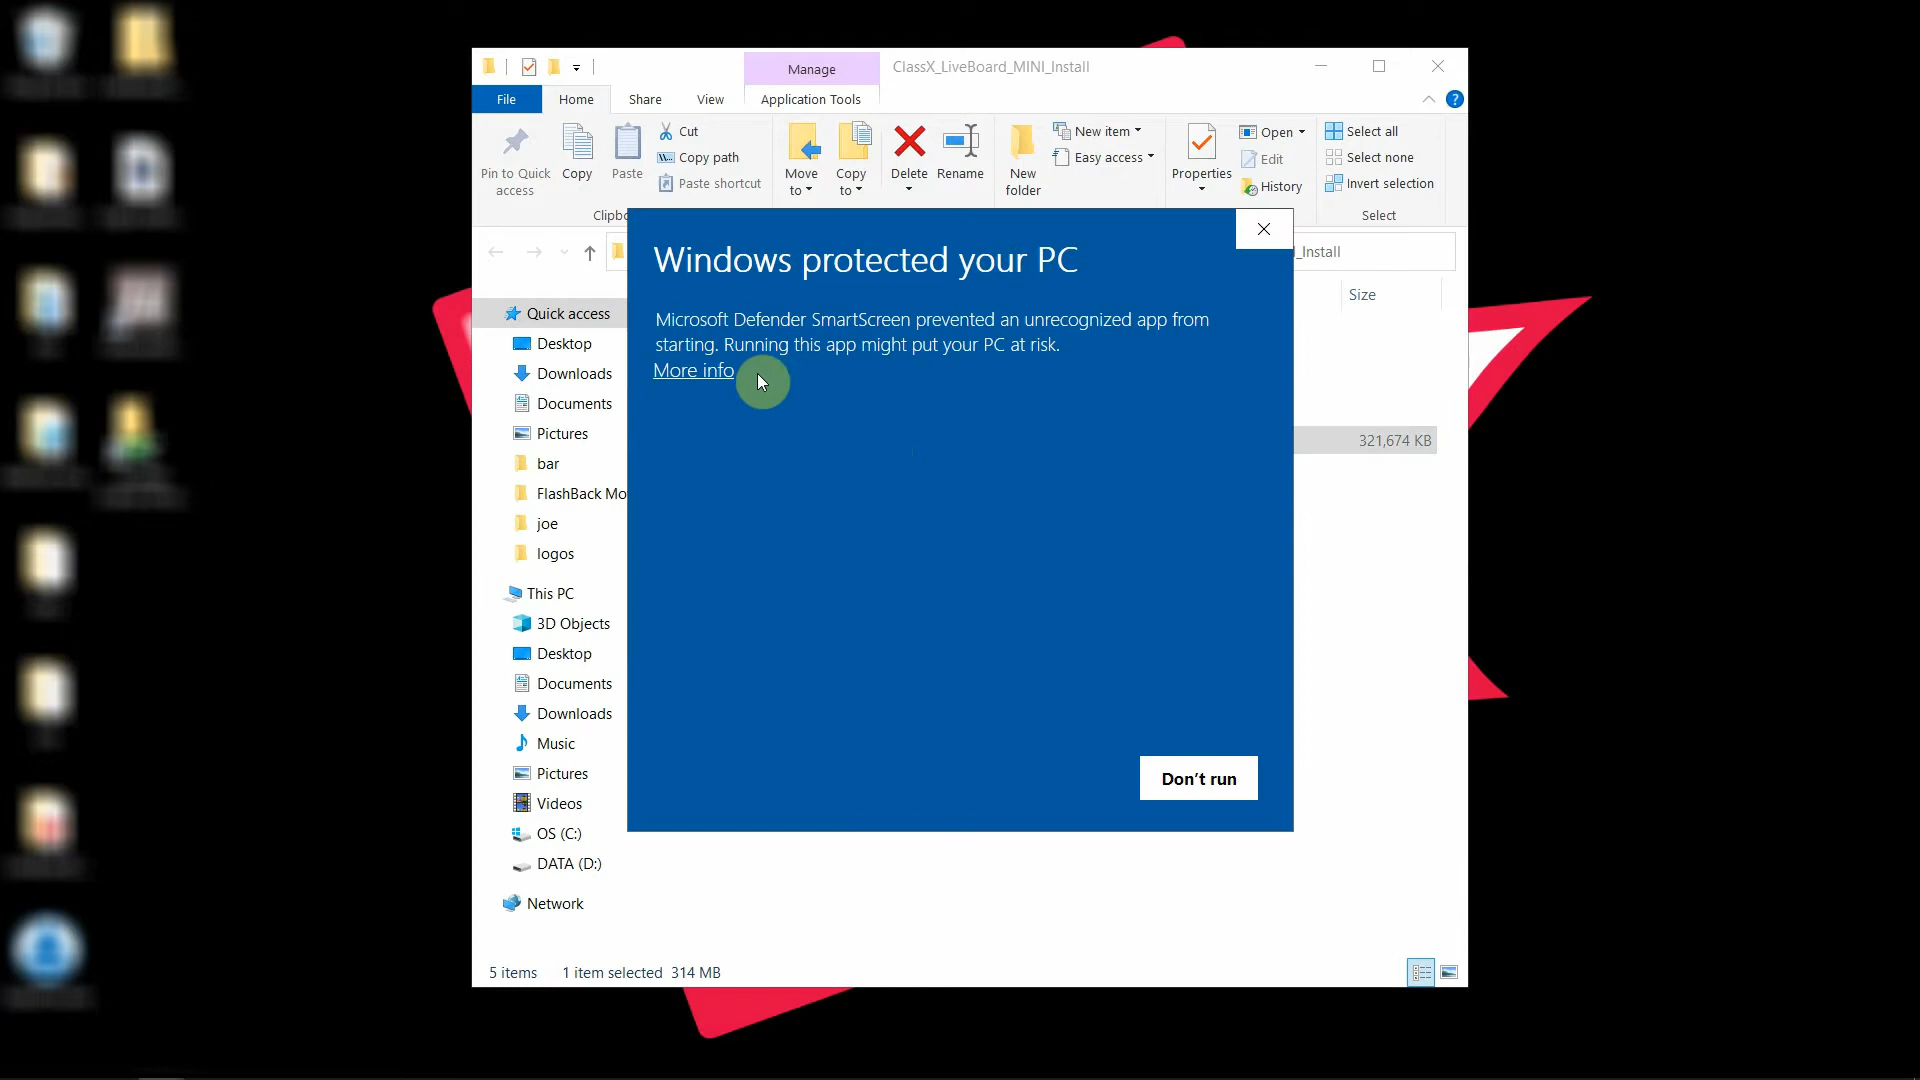 Manage
ClassX_LiveBoard_MINI_Install
File
Home
Share
View
Application Tools
Pin to Quick access
Copy
Paste
Cut
Copy path
Paste shortcut
Move to
Copy to
Delete
Rename
New folder
New item
Easy access
Properties
Open
Edit
History
Select all
Select none
Invert selection
Clipbo
Select
_Install
Size
Quick access
Desktop
Downloads
Documents
Pictures
bar
FlashBack Mo
joe
logos
This PC
3D Objects
Desktop
Documents
Downloads
Music
Pictures
Videos
OS (C:)
DATA (D:)
Network
Windows protected your PC
Microsoft Defender SmartScreen prevented an unrecognized app from
starting. Running this app might put your PC at risk.
More info
321,674 KB
Don't run
5 items
1 item selected 314 MB